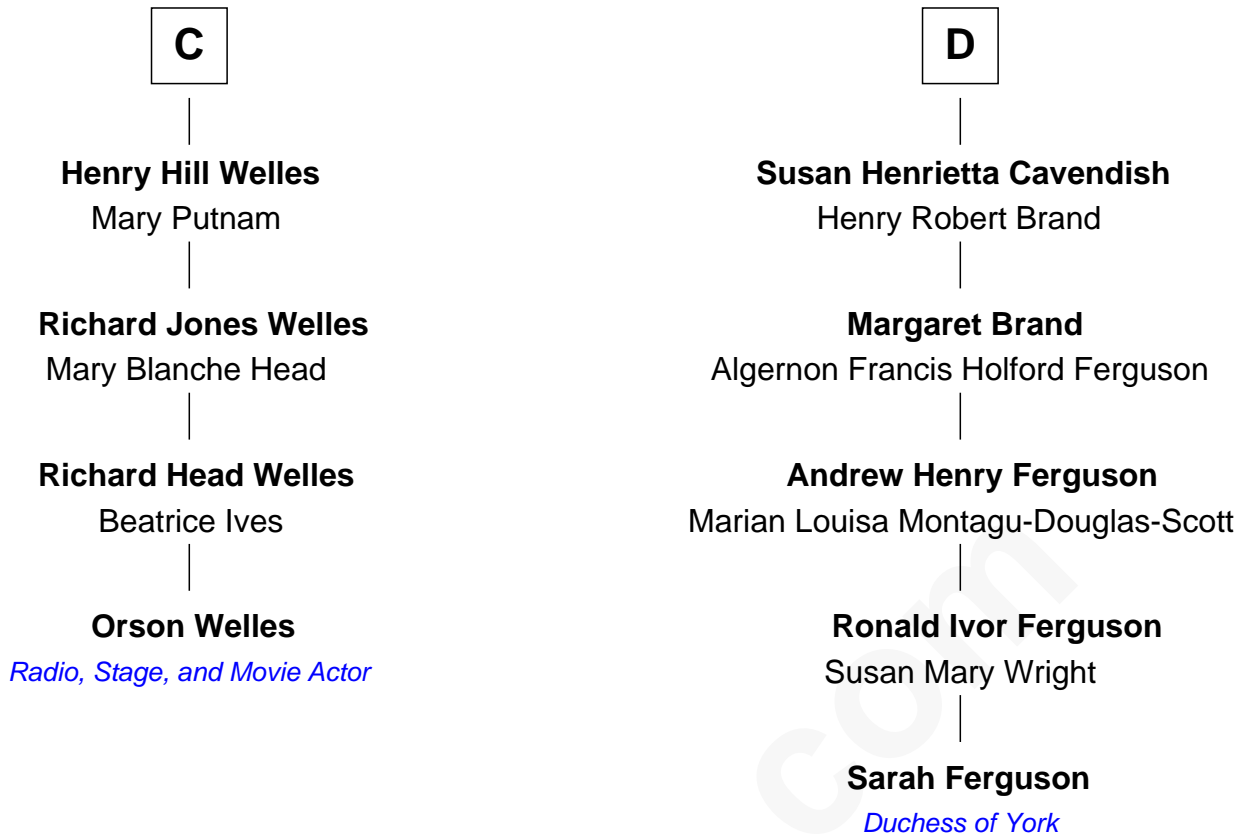 C
Henry Hill Welles
Mary Putnam
Richard Jones Welles
Mary Blanche Head
Richard Head Welles
Beatrice Ives
Orson Welles
Radio, Stage, and Movie Actor
D
Susan Henrietta Cavendish
Henry Robert Brand
Margaret Brand
Algernon Francis Holford Ferguson
Andrew Henry Ferguson
Marian Louisa Montagu-Douglas-Scott
Ronald Ivor Ferguson
Susan Mary Wright
Sarah Ferguson
Duchess of York
com